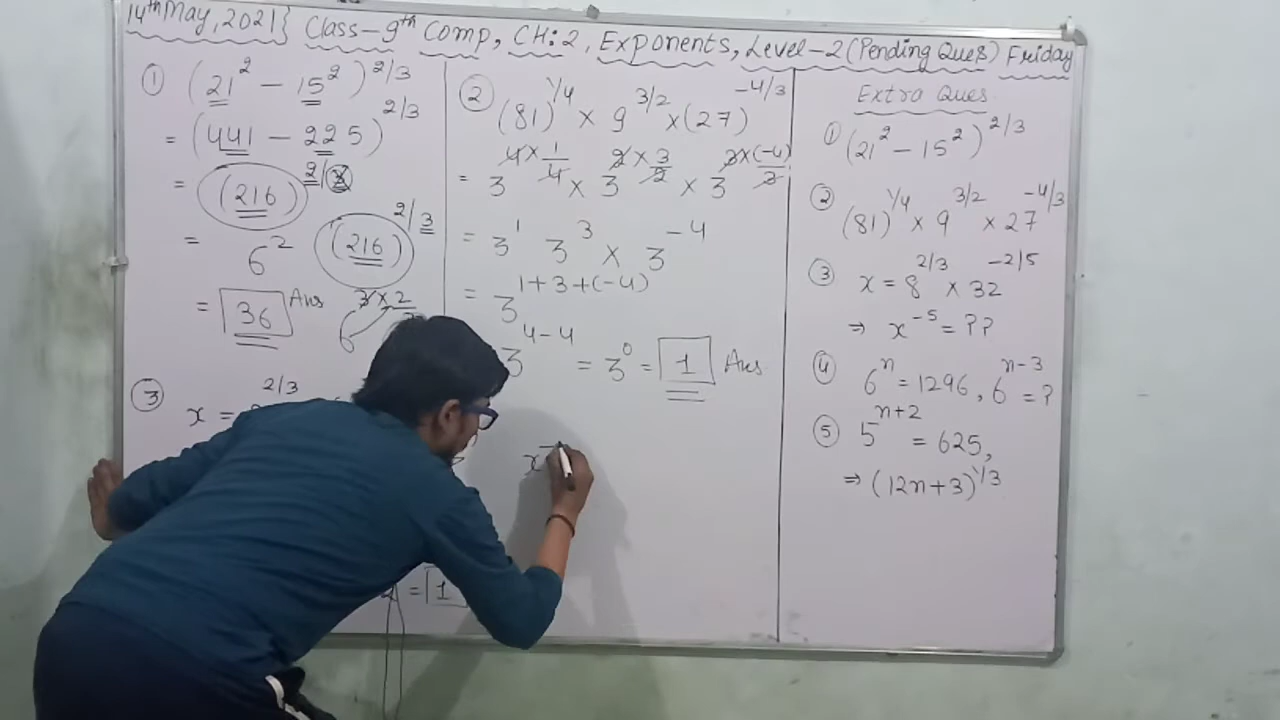 14th May, 2021} Class-9th Comp, CH:2, Exponents, Level-2 (Pending Ques) Friday
① (21² - 15²)^2/3
= (441 - 225)^2/3
= (216)^2/3
= 6² (216)^2/3
= 36 Ans 3×2
6
③ x = 2/3
= 1
② (81)^1/4 × 9^3/2 × (27)^-4/3
= 3^4×1/4 × 3^2×3/2 × 3^3×(-4)/3
= 3^1 3^3 × 3^-4
= 3^1+3+(-4)
3^4-4 = 3^0 = 1 Ans
x
Extra Ques.
① (21² - 15²)^2/3
② (81)^1/4 × 9^3/2 × 27^-4/3
③ x = 8^2/3 × 32^-2/5
⇒ x^-5 = ??
④ 6^n = 1296, 6^n-3 = ?
⑤ 5^n+2 = 625,
⇒ (12n+3)^1/3